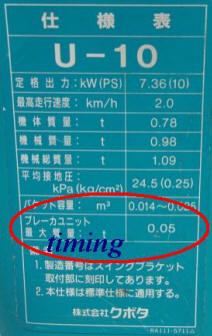 仕様表
U-10
定格出力:kW(PS) 7.36(10)
最高走行速度: km/h 2.0
機体質量: t 0.78
機械質量: t 0.98
機械総質量: t 1.09
平均接地圧:
kPa(kg/cm²) 24.5(0.25)
バケット容量: m³ 0.014〜0.025
ブレーカユニット
最大 量: t 0.05
timing
1.製造番号はスイングブラケット
取付部に刻印してあります。
2.本仕様は標準仕様に適用する。
株式会社クボタ
RA111-5711